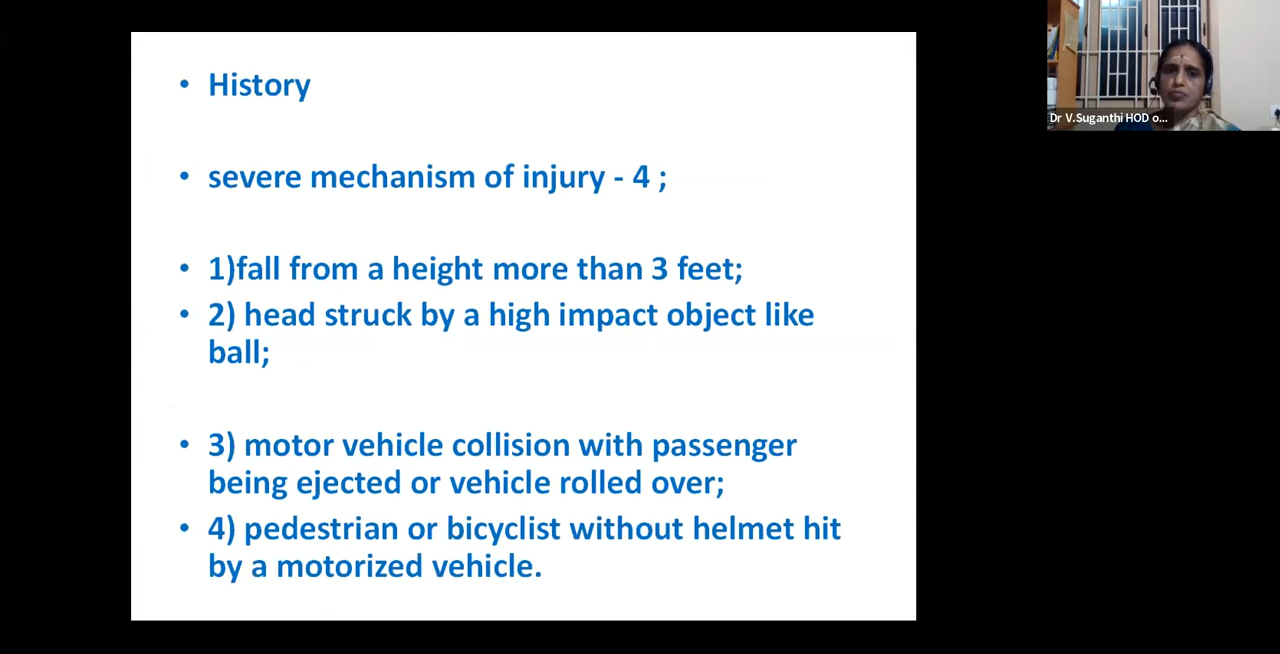 • History
• severe mechanism of injury - 4 ;
• 1)fall from a height more than 3 feet;
• 2) head struck by a high impact object like
ball;
• 3) motor vehicle collision with passenger
being ejected or vehicle rolled over;
• 4) pedestrian or bicyclist without helmet hit
by a motorized vehicle.
Dr V.Suganthi HOD o...